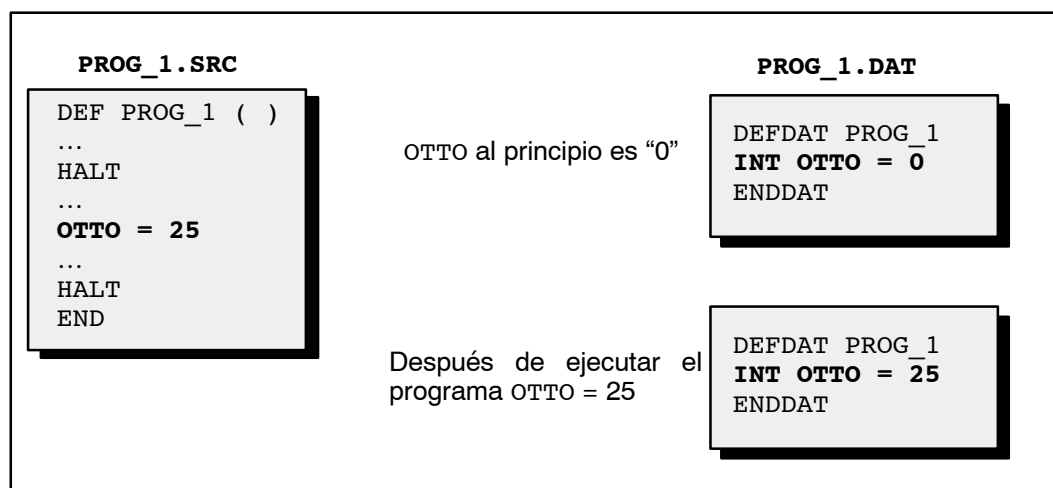 PROG_1.SRC
DEF PROG_1 ( )
...
HALT
...
OTTO = 25
...
HALT
END
OTTO al principio es “0”
PROG_1.DAT
DEFDAT PROG_1
INT OTTO = 0
ENDDAT
Después de ejecutar el
programa OTTO = 25
DEFDAT PROG_1
INT OTTO = 25
ENDDAT